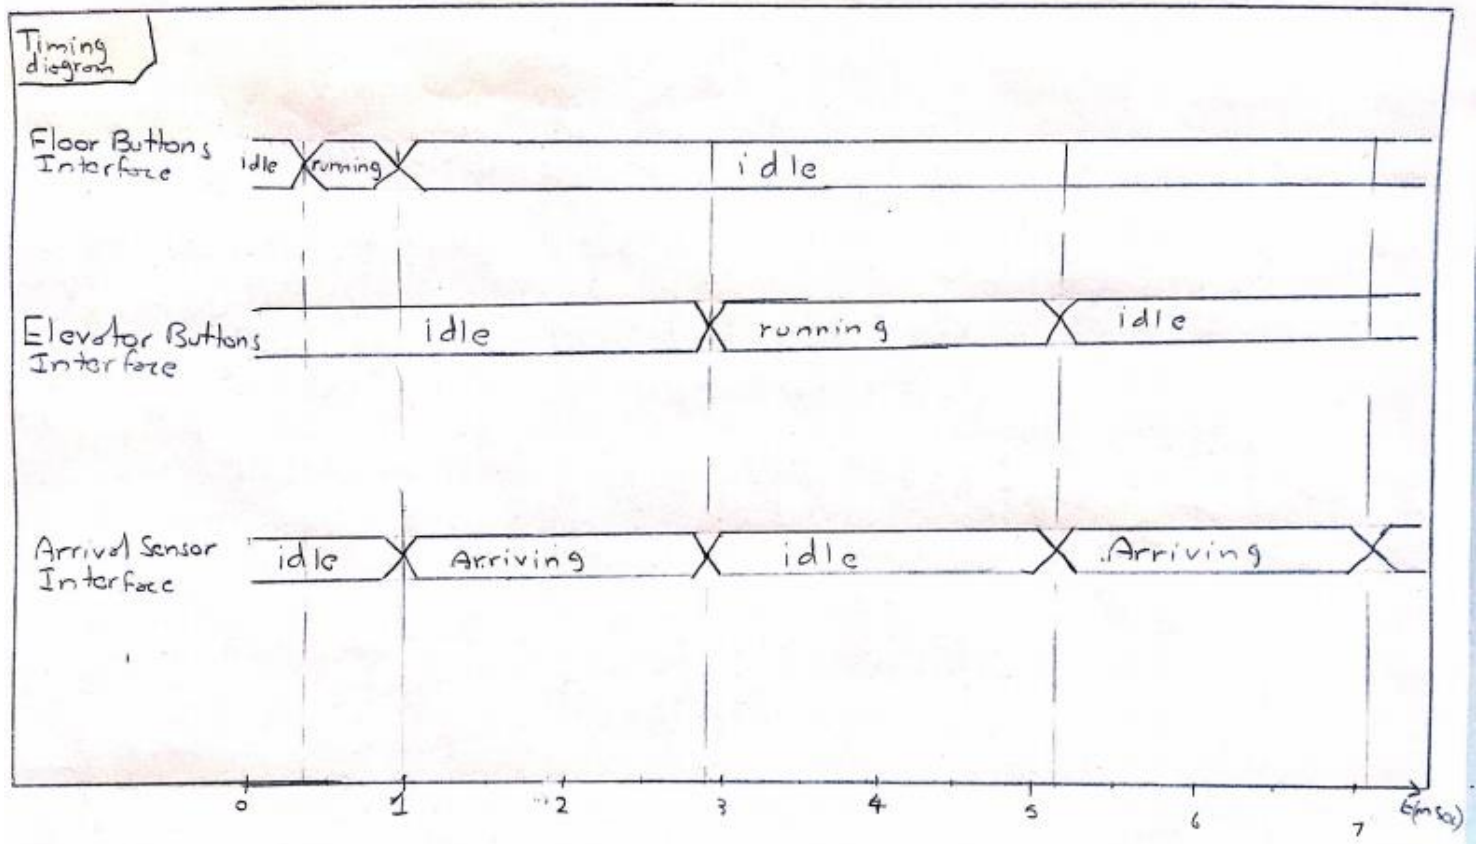 Timing
diagram
Floor Buttons
Interface
idle running idle
Elevator Buttons
Interface
idle running idle
Arrival Sensor
Interface
idle Arriving idle Arriving
0 1 2 3 4 5 6 7